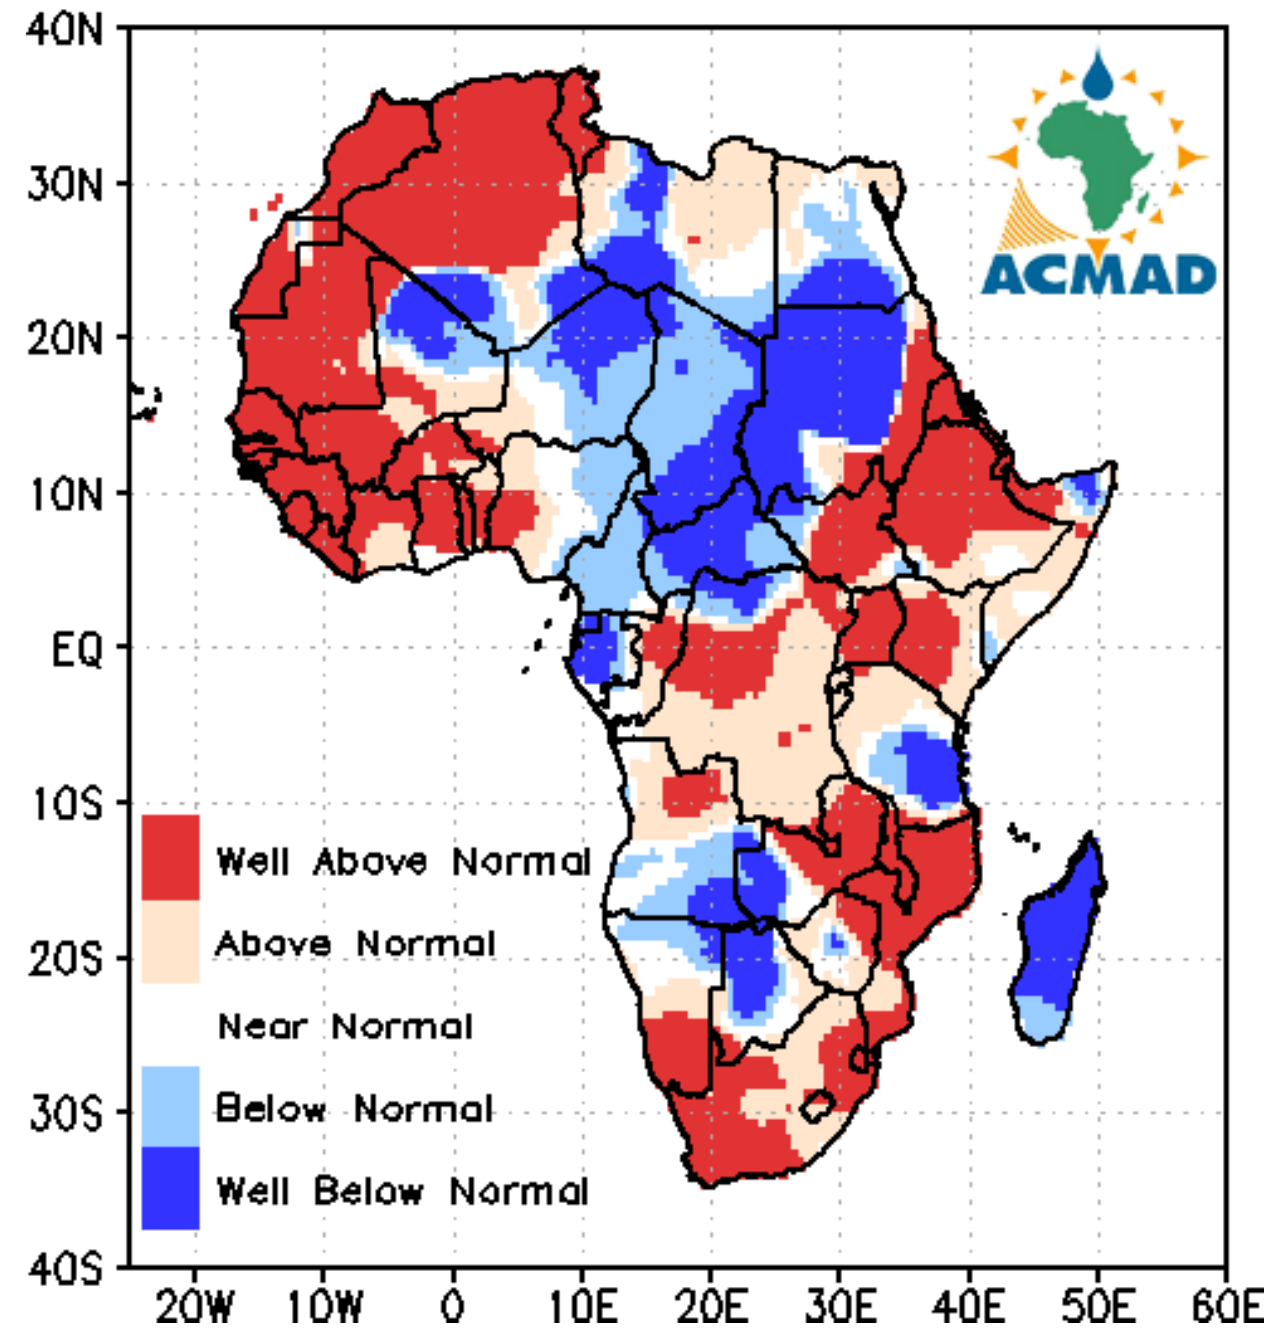 40N
ACMAD
30N
20N
10N
EQ
10S
Well Above Normal
Above Normal
20S
Near Normal
Below Normal
30S
Well Below Normal
40S
20W 10W 0 10E 20E 30E 40E 50E 60E